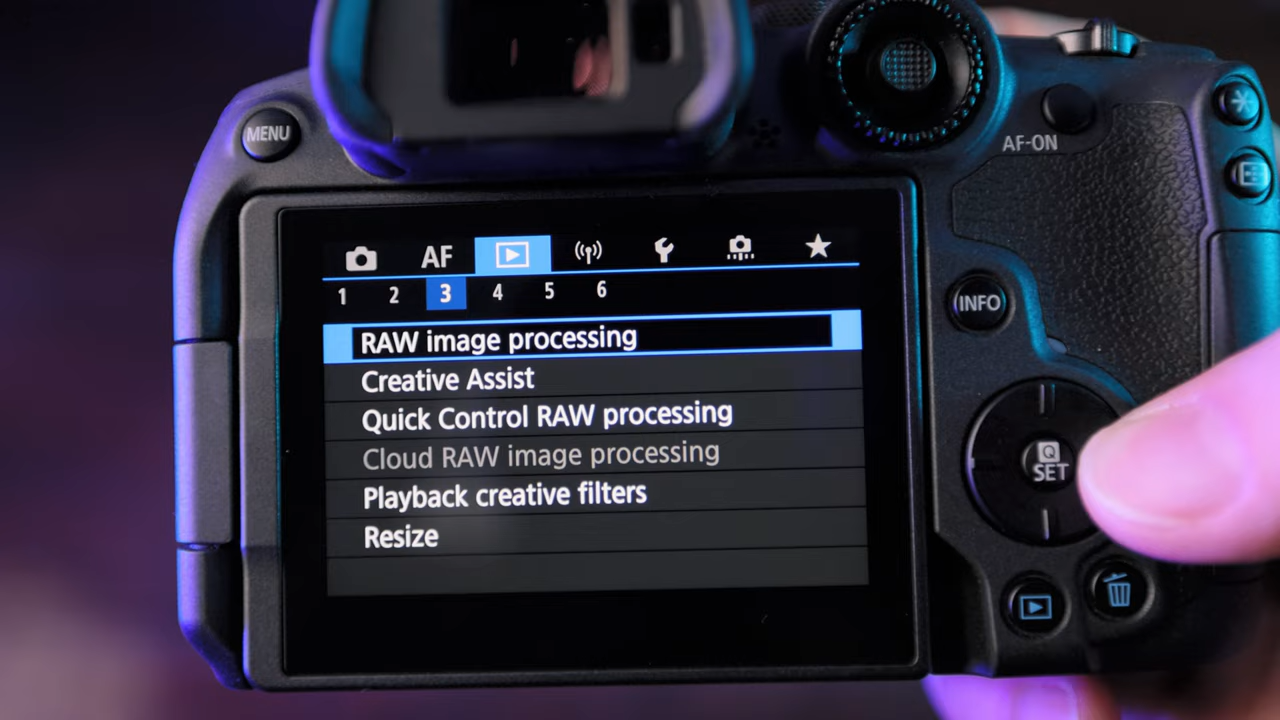 MENU
AF-ON
AF
1 2 3 4 5 6
INFO
RAW image processing
Creative Assist
Quick Control RAW processing
Cloud RAW image processing
Playback creative filters
Resize
Q
SET